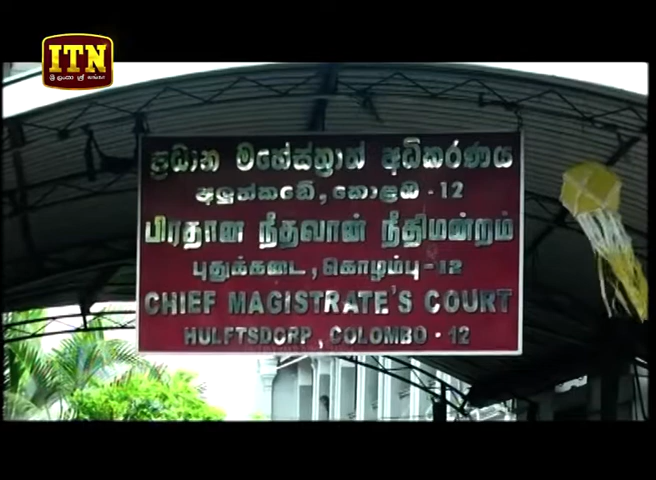 ITN
ශ්‍රී ලංකා இலங்கை
ප්‍රධාන මහේස්ත්‍රාත් අධිකරණය
අලුත්කඩේ, කොළඹ - 12
பிரதான நீதவான் நீதிமன்றம்
புதுக்கடை, கொழும்பு - 12
CHIEF MAGISTRATE'S COURT
HULFTSDORP, COLOMBO - 12